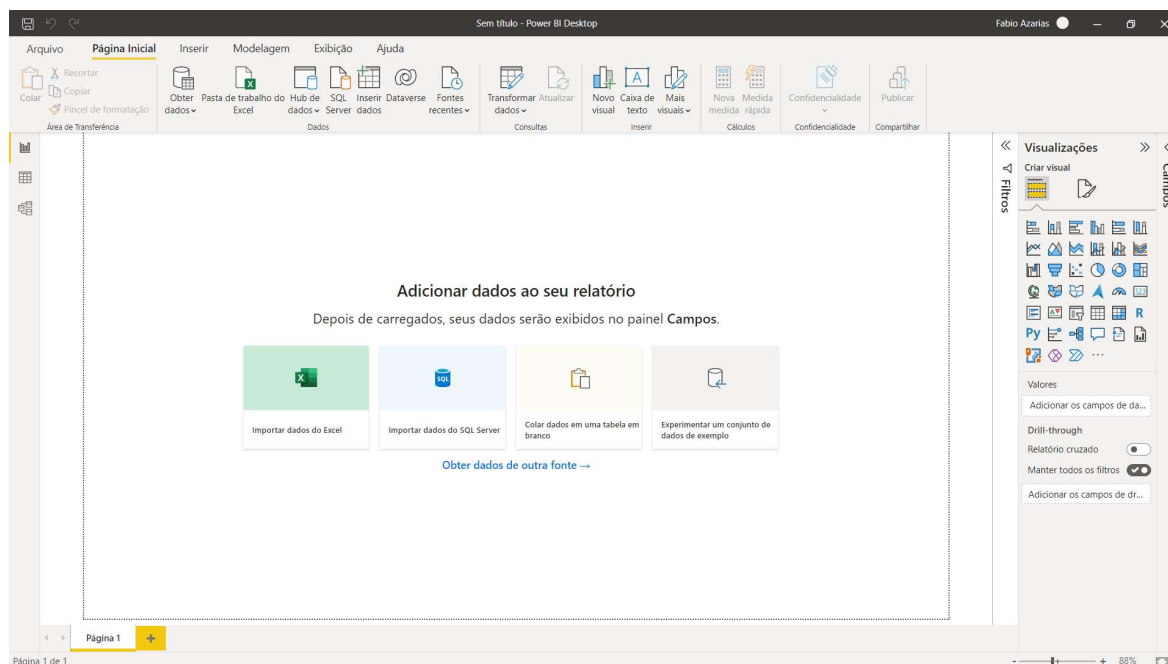 Sem título - Power BI Desktop
Fabio Azarias
Arquivo Página Inicial Inserir Modelagem Exibição Ajuda
Colar
Recortar
Copiar
Pincel de formatação
Área de Transferência
Obter dados
Pasta de trabalho do Excel
Hub de dados
SQL Server
Inserir dados
Dataverse
Fontes recentes
Dados
Transformar dados
Atualizar
Consultas
Novo visual
Caixa de texto
Mais visuais
Inserir
Nova medida
Medida rápida
Cálculos
Confidencialidade
Confidencialidade
Publicar
Compartilhar
Adicionar dados ao seu relatório
Depois de carregados, seus dados serão exibidos no painel Campos.
Importar dados do Excel
SQL
Importar dados do SQL Server
Colar dados em uma tabela em
branco
Experimentar um conjunto de
dados de exemplo
Obter dados de outra fonte →
Filtros
Visualizações
Criar visual
123
R
Py
Valores
Adicionar os campos de da...
Drill-through
Relatório cruzado
Manter todos os filtros
Adicionar os campos de dr...
Campos
Página 1
Página 1 de 1
88%